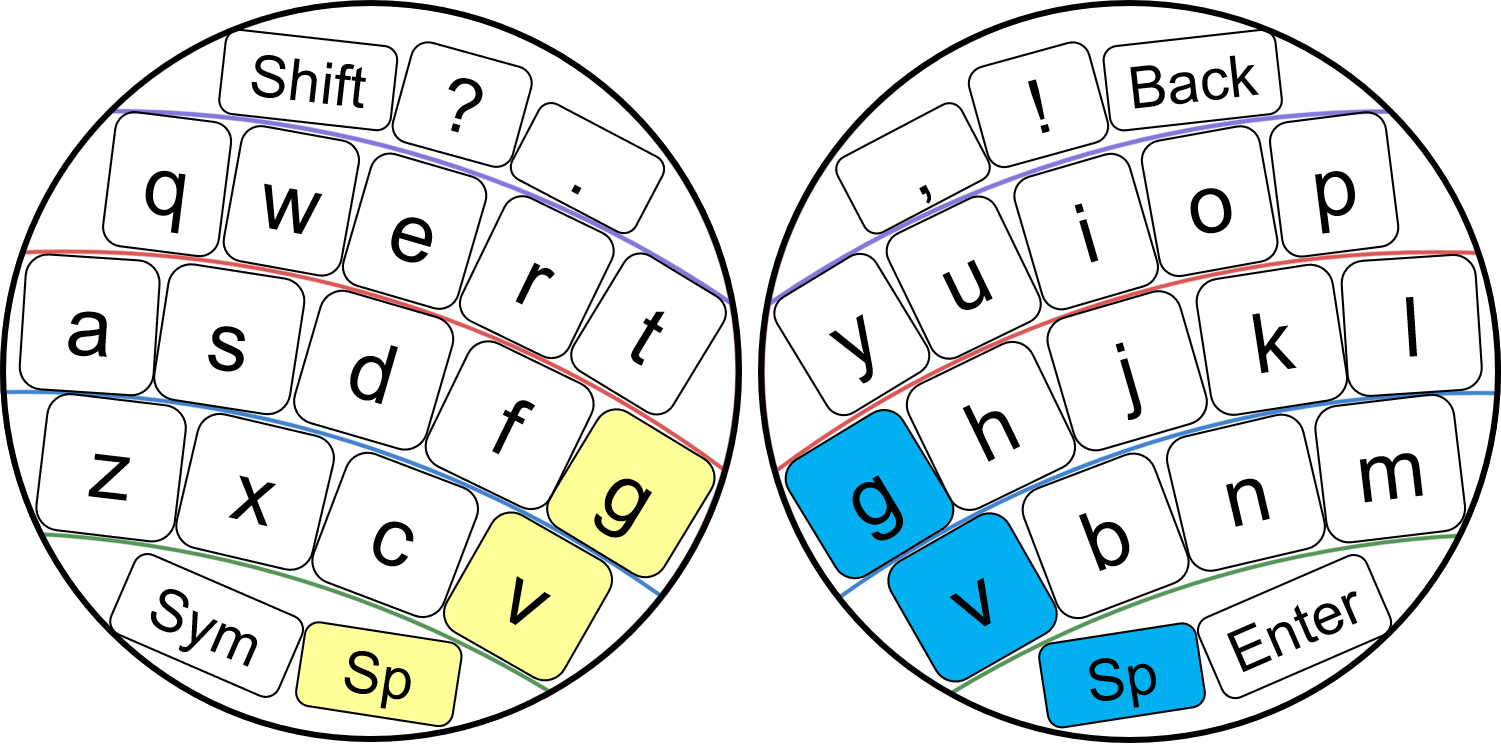 Shift ? .
q w e r t
a s d f g
z x c v
Sym Sp
, ! Back
y u i o p
g h j k l
v b n m
Sp Enter